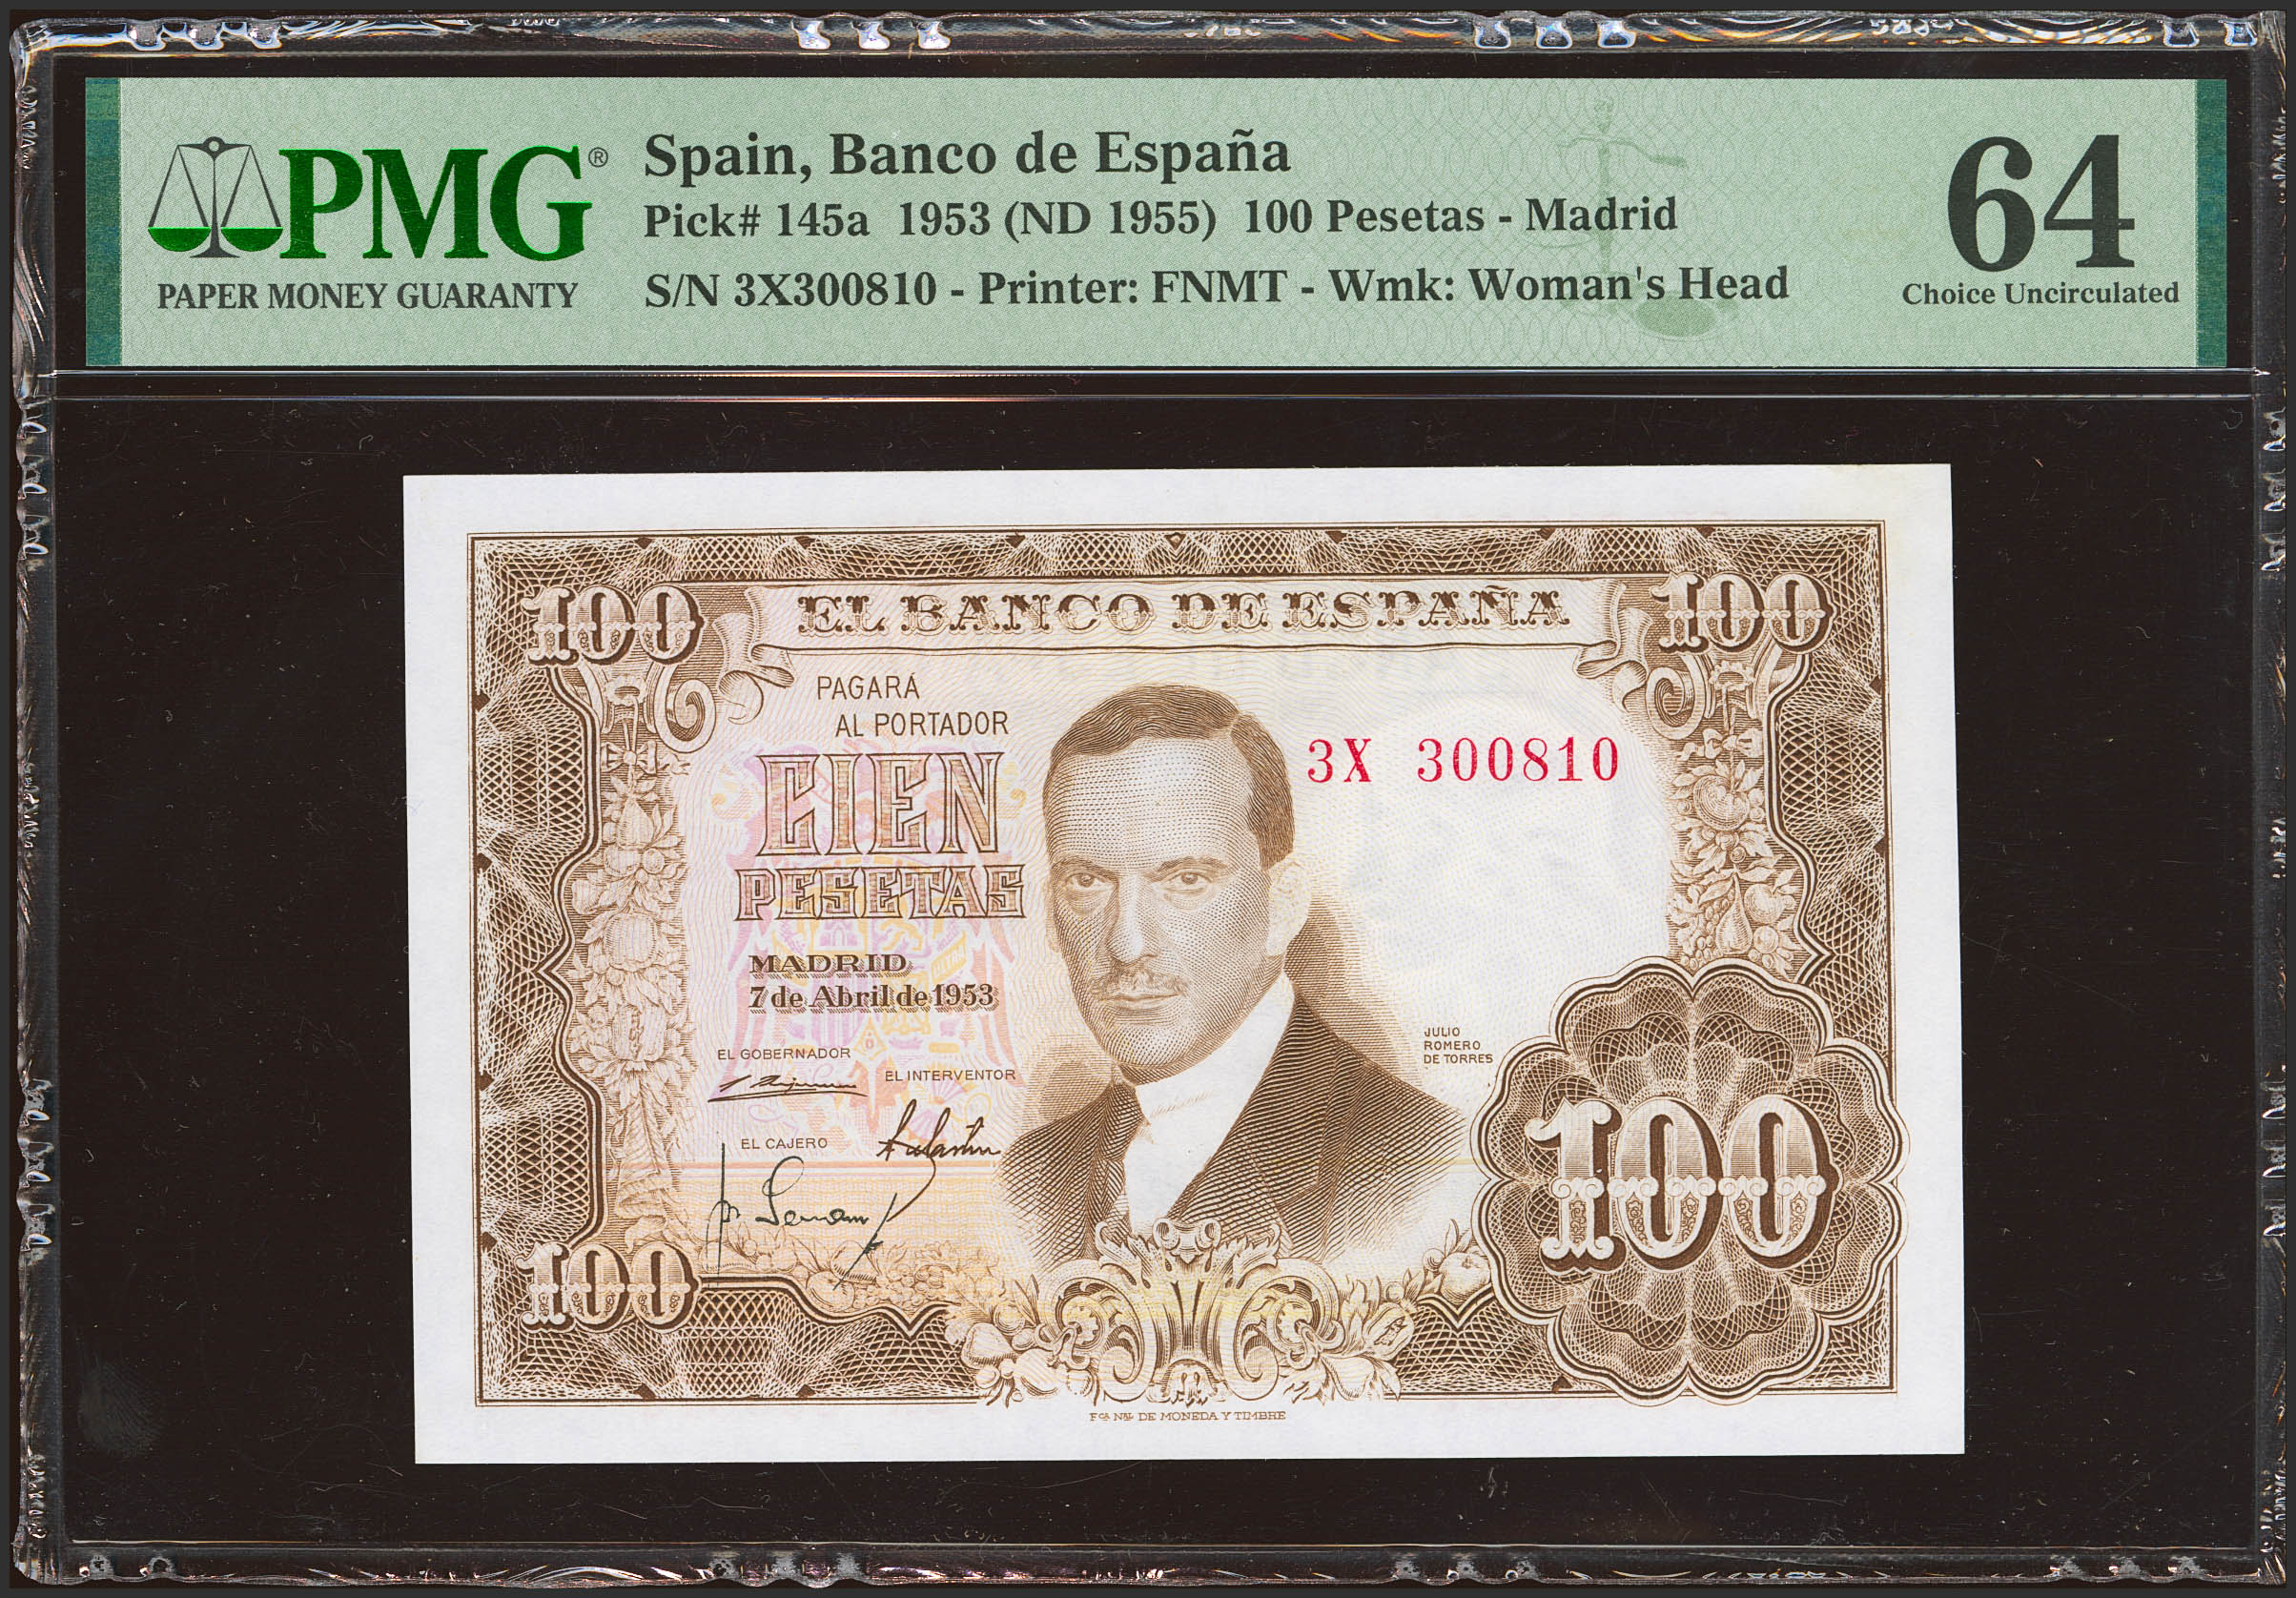 PMG®
PAPER MONEY GUARANTY
Spain, Banco de España
Pick# 145a 1953 (ND 1955) 100 Pesetas - Madrid
S/N 3X300810 - Printer: FNMT - Wmk: Woman's Head
64
Choice Uncirculated
100
EL BANCO DE ESPAÑA
100
PAGARÁ
AL PORTADOR
3X 300810
CIEN
PESETAS
MADRID
7 de Abril de 1953
JULIO
ROMERO
DE TORRES
EL GOBERNADOR
EL INTERVENTOR
EL CAJERO
100
100
FCA NAL DE MONEDA Y TIMBRE